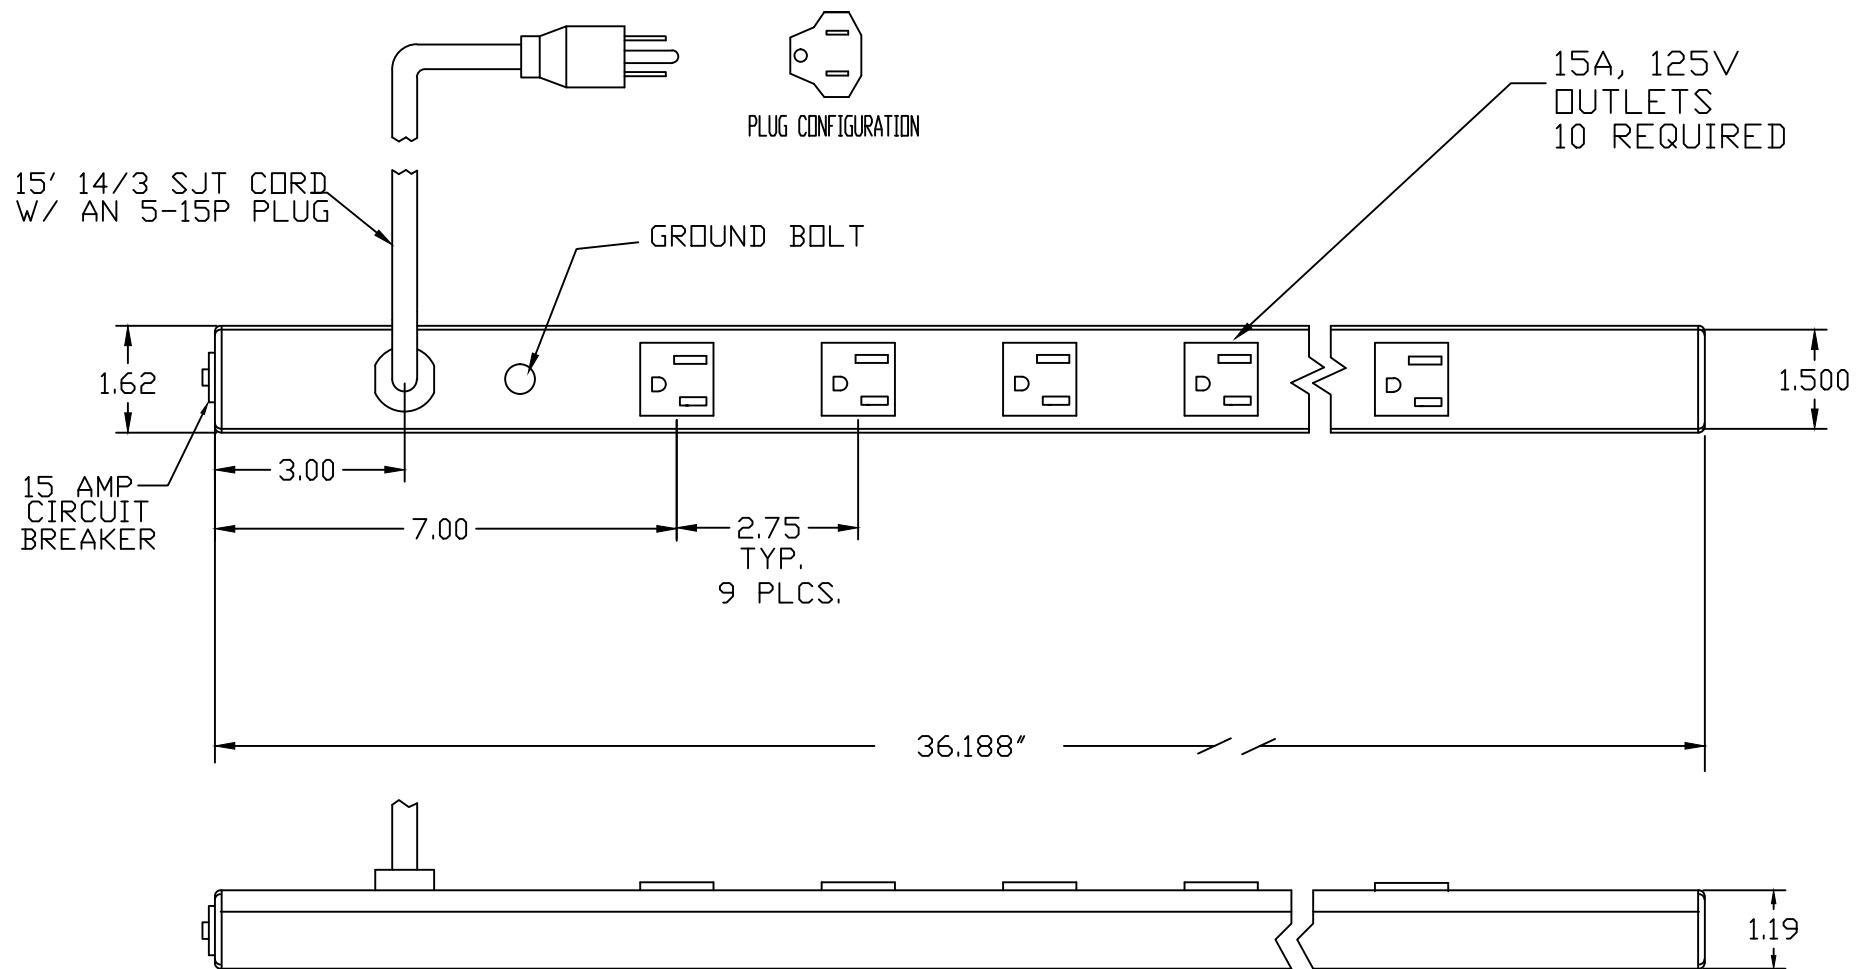 PLUG CONFIGURATION
15A, 125V
OUTLETS
10 REQUIRED
15' 14/3 SJT CORD
W/ AN 5-15P PLUG
GROUND BOLT
1.62
1.500
3.00
15 AMP
CIRCUIT
BREAKER
7.00
2.75
TYP.
9 PLCS.
36.188"
1.19